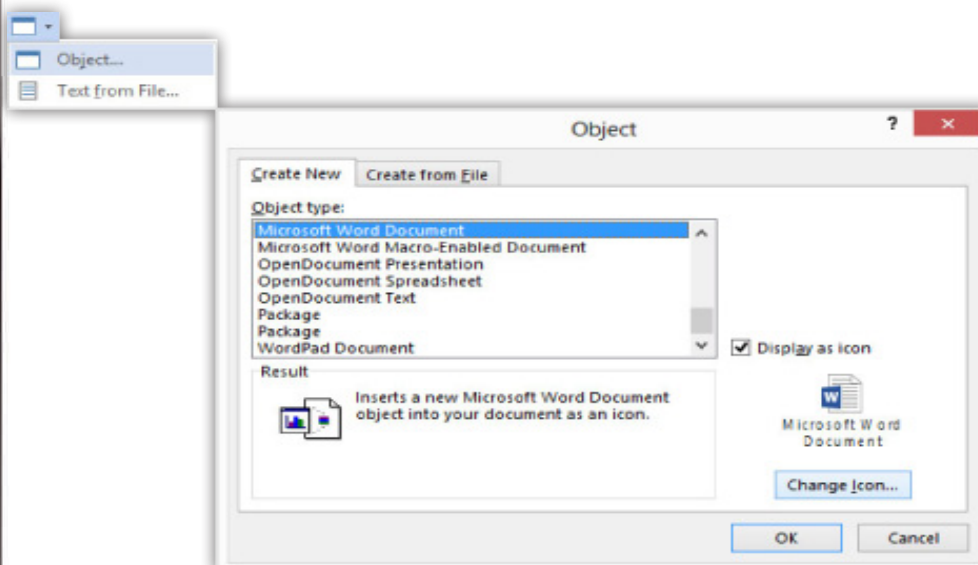 Object...
Text from File...
Object
?
Create New
Create from File
Object type:
Microsoft Word Document
Microsoft Word Macro-Enabled Document
OpenDocument Presentation
OpenDocument Spreadsheet
OpenDocument Text
Package
Package
WordPad Document
Display as icon
Result
Inserts a new Microsoft Word Document
object into your document as an icon.
W
Microsoft Word
Document
Change Icon...
OK
Cancel